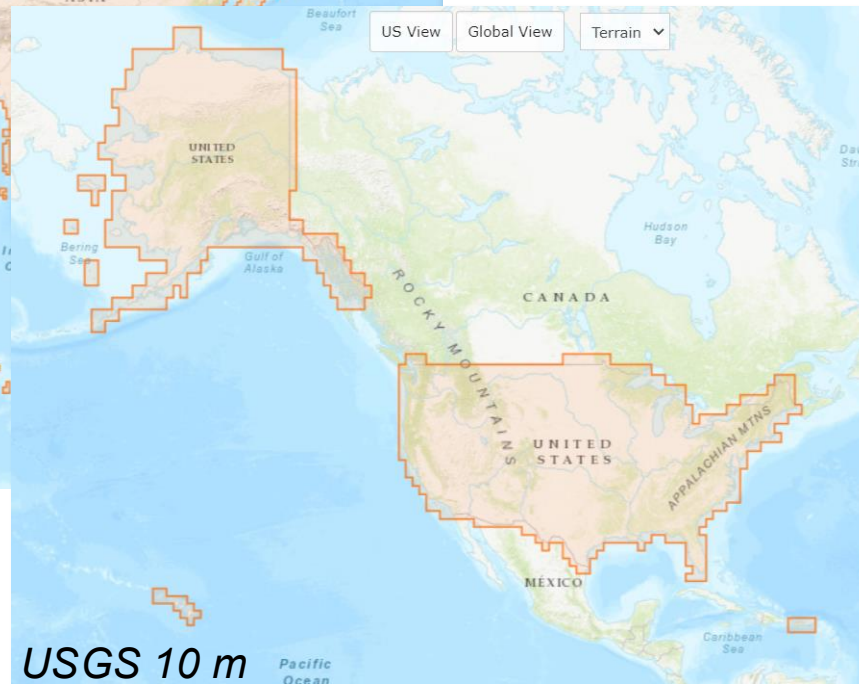 Beaufort
Sea
US View
Global View
Terrain
UNITED
STATES
Hudson
Bay
Bering
Sea
Gulf of
Alaska
ROCKY MOUNTAINS
CANADA
UNITED
STATES
APPALACHIAN MTNS
MÉXICO
Caribbean
Sea
USGS 10 m
Pacific
Ocean